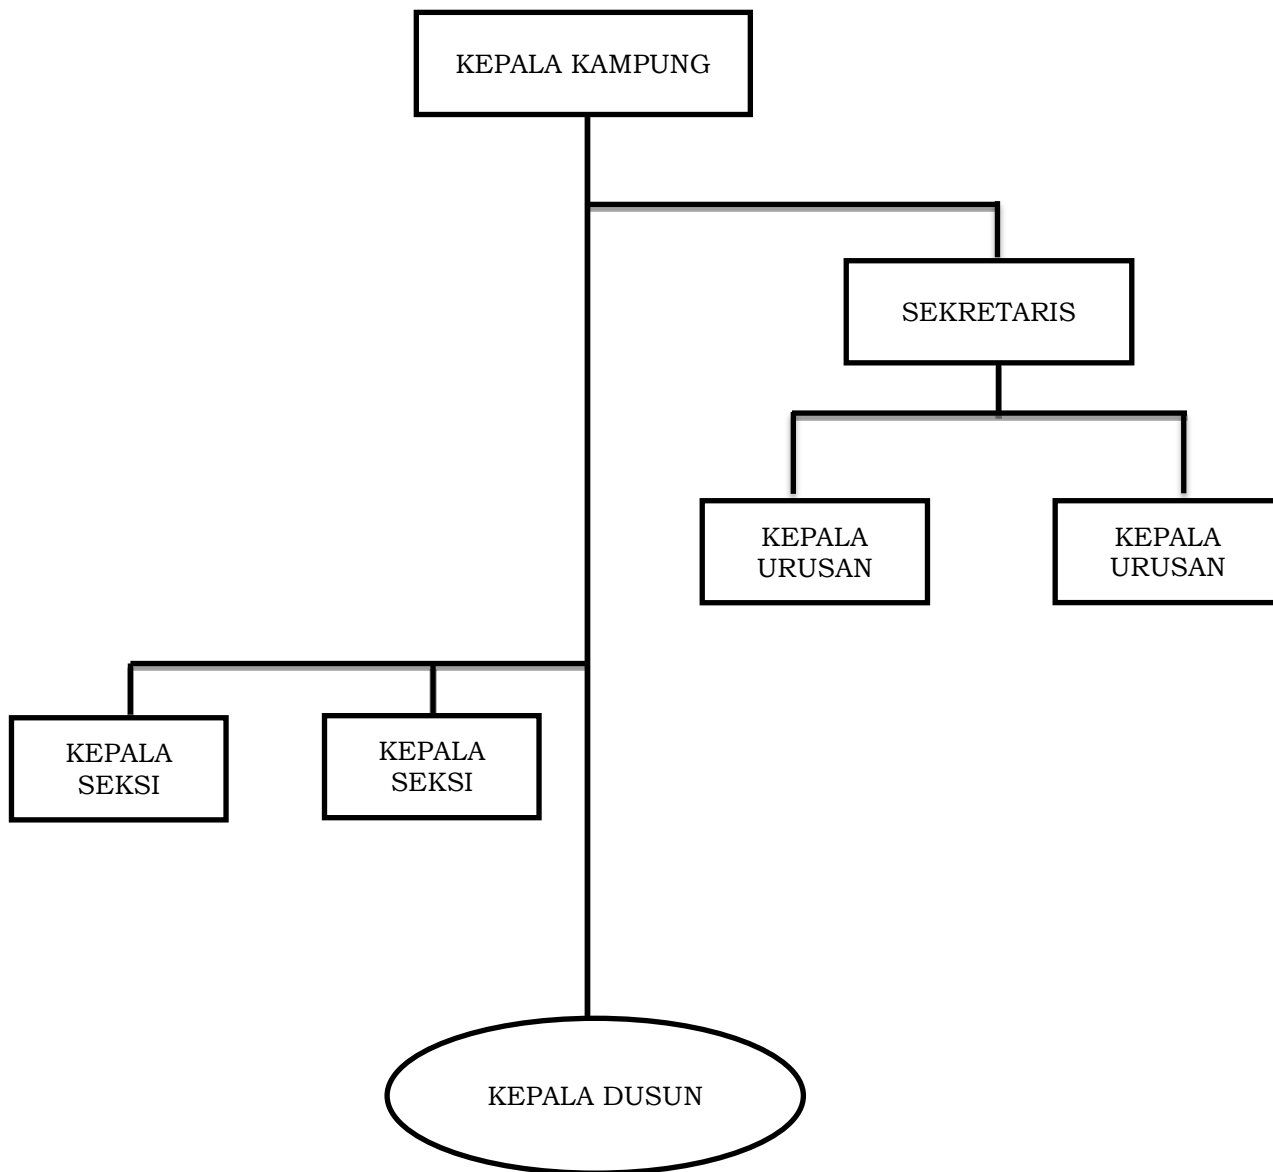 KEPALA KAMPUNG
SEKRETARIS
KEPALA
URUSAN
KEPALA
URUSAN
KEPALA
SEKSI
KEPALA
SEKSI
KEPALA DUSUN